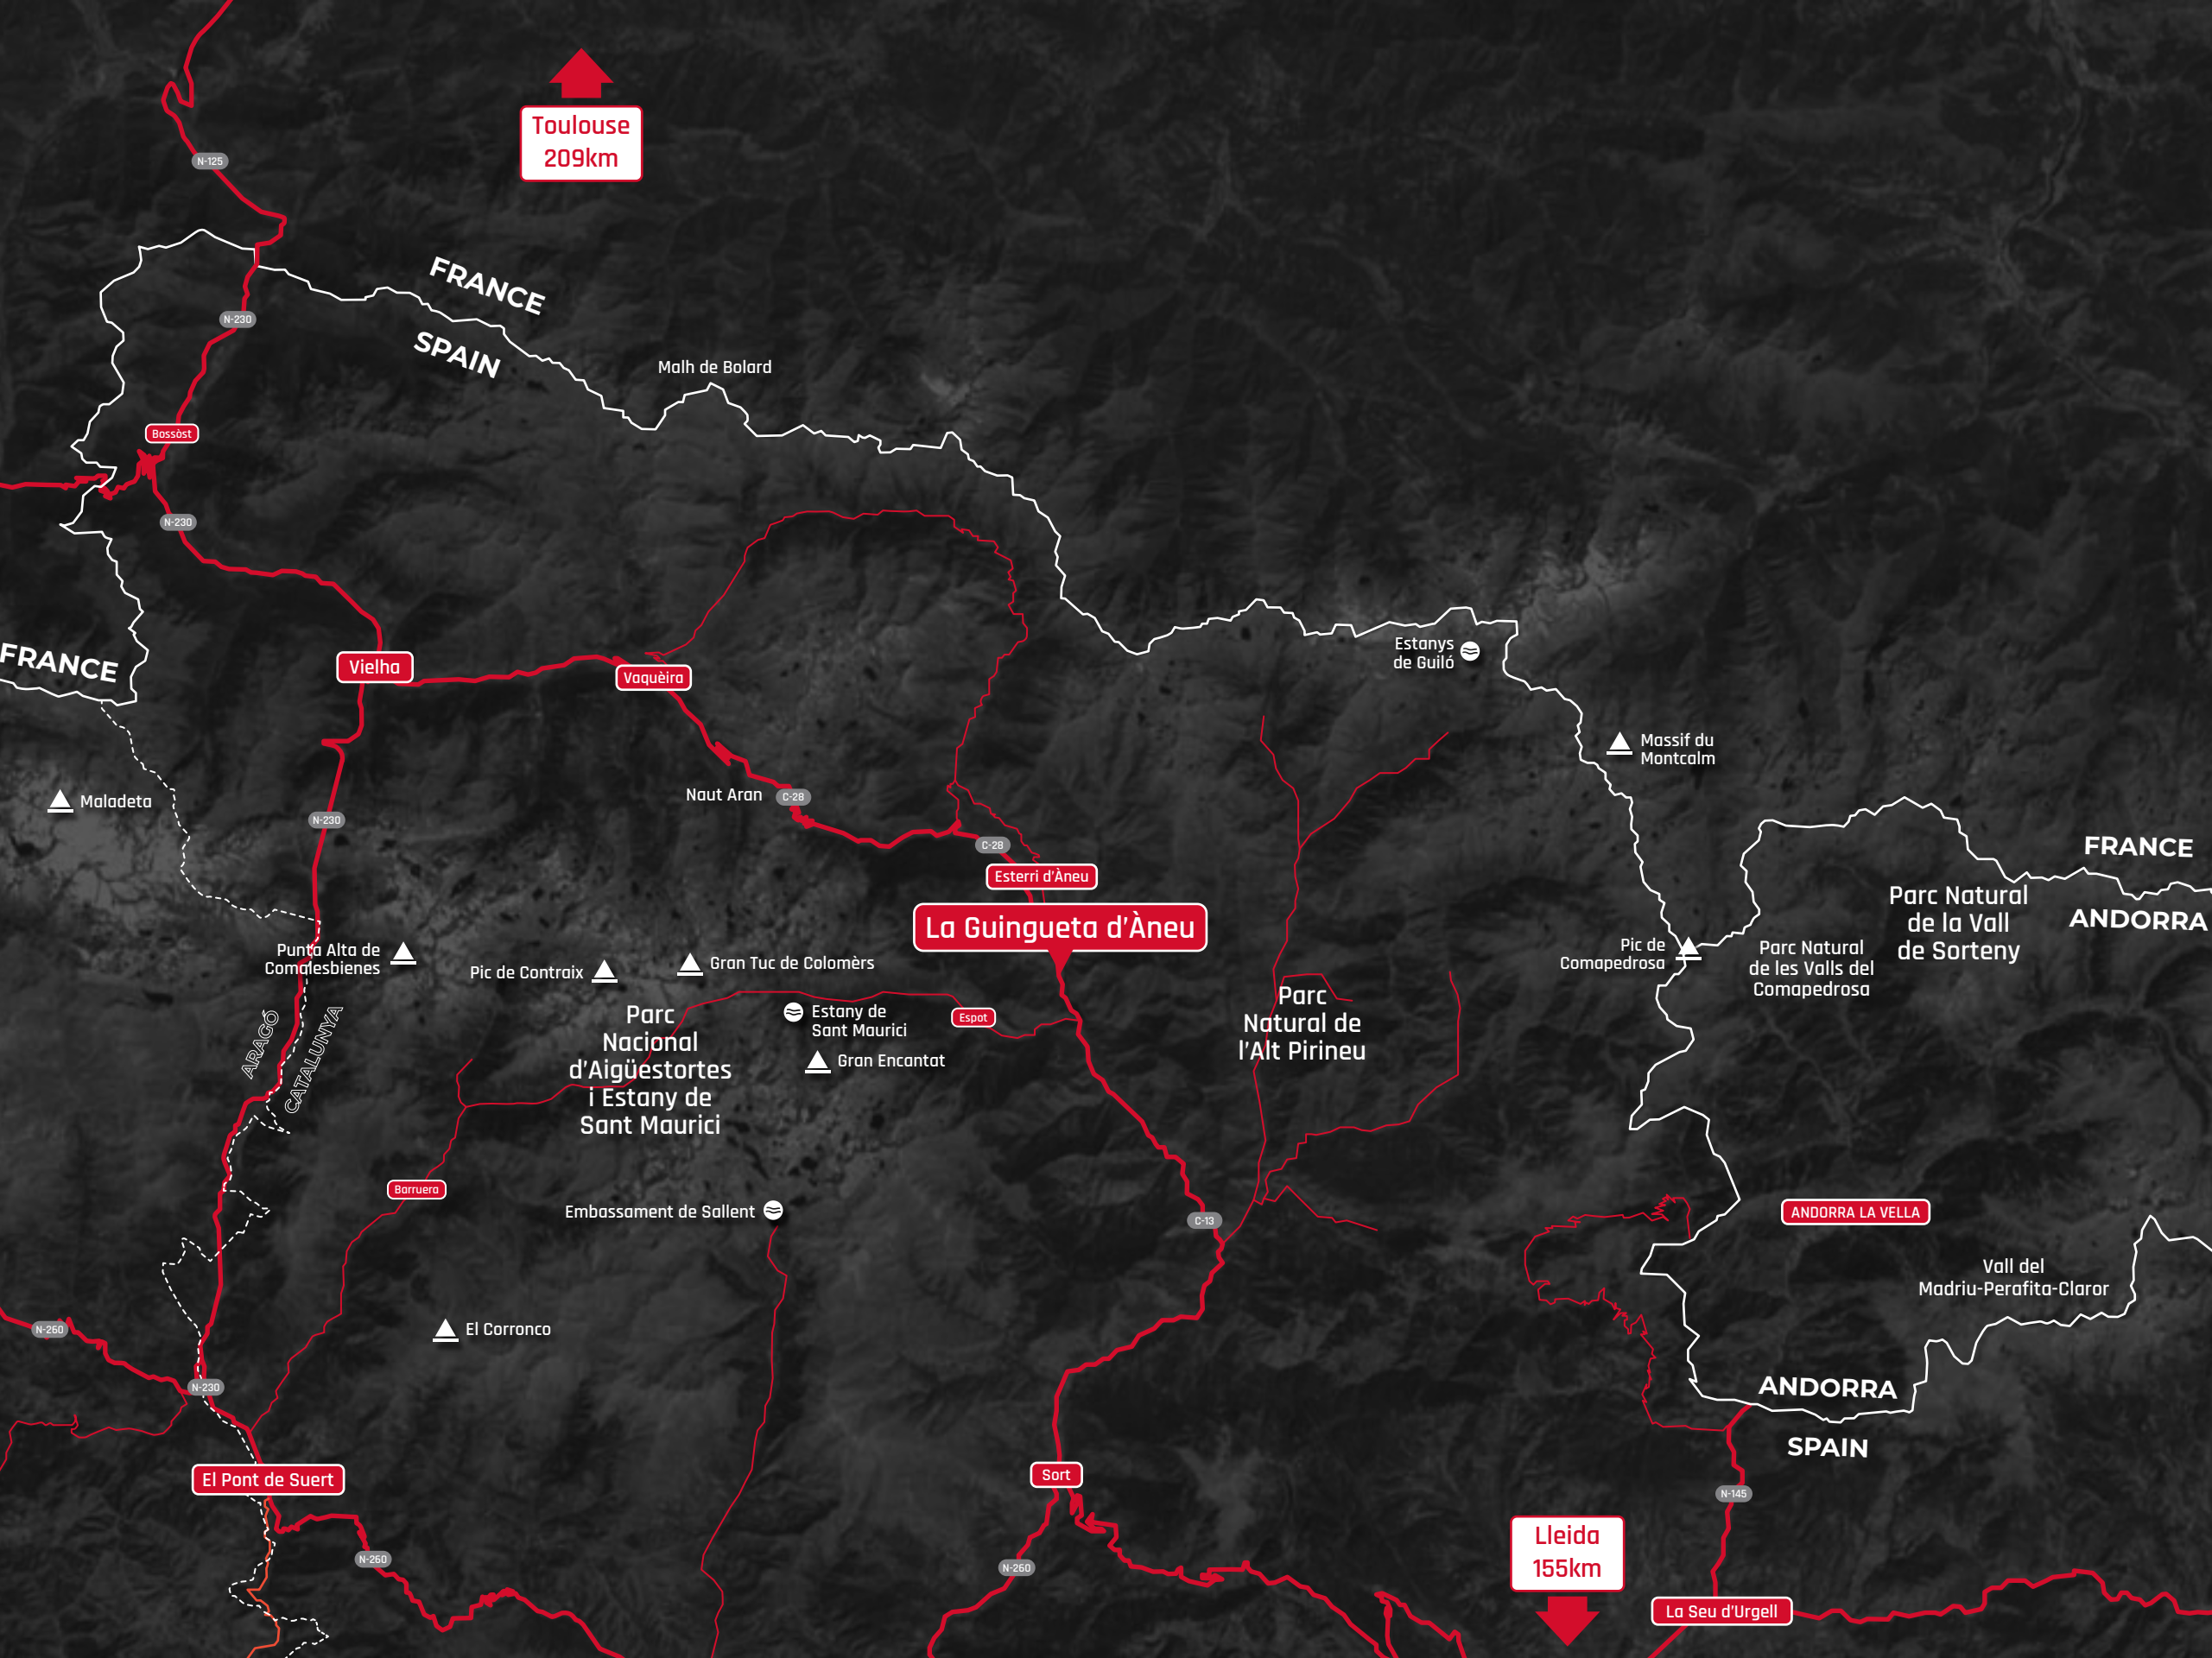 Toulouse
209km
N-125
FRANCE
SPAIN
N-230
Malh de Bolard
Bossòst
N-230
FRANCE
Vielha
Vaquèira
Estanys
de Guiló
Massif du
Montcalm
Maladeta
Naut Aran
C-28
N-230
C-28
FRANCE
ANDORRA
Esterri d'Àneu
La Guingueta d'Àneu
Parc Natural
de la Vall
de Sorteny
Punta Alta de
Comalesbienes
Pic de Contraix
Gran Tuc de Colomèrs
Pic de
Comapedrosa
Parc Natural
de les Valls del
Comapedrosa
Parc
Nacional
d'Aigüestortes
i Estany de
Sant Maurici
Estany de
Sant Maurici
Espot
Gran Encantat
Parc
Natural de
l'Alt Pirineu
ARAGÓ
CATALUNYA
Barruera
Embassament de Sallent
C-13
ANDORRA LA VELLA
Vall del
Madriu-Perafita-Claror
N-260
El Corronco
N-230
ANDORRA
SPAIN
El Pont de Suert
Sort
N-145
N-260
N-260
Lleida
155km
La Seu d'Urgell